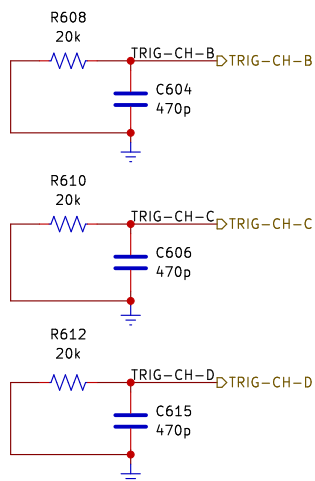 R608
20k
TRIG-CH-B
TRIG-CH-B
C604
470p
R610
20k
TRIG-CH-C
TRIG-CH-C
C606
470p
R612
20k
TRIG-CH-D
TRIG-CH-D
C615
470p